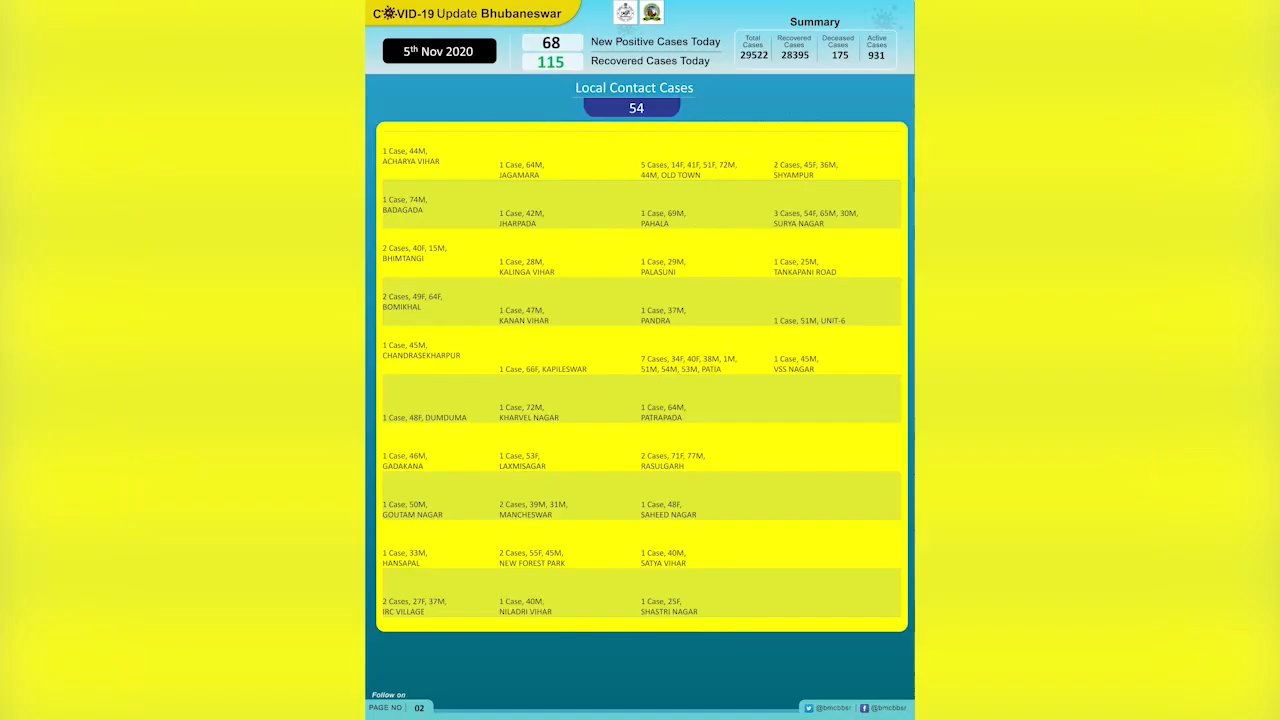 COVID-19 Update Bhubaneswar
5th Nov 2020
68 New Positive Cases Today
115 Recovered Cases Today
Summary
Total Cases 29522
Recovered Cases 28395
Deceased Cases 175
Active Cases 931
Local Contact Cases
54
1 Case, 44M,
ACHARYA VIHAR
1 Case, 64M,
JAGAMARA
5 Cases, 14F, 41F, 51F, 72M,
44M, OLD TOWN
2 Cases, 45F, 36M,
SHYAMPUR
1 Case, 74M,
BADAGADA
1 Case, 42M,
JHARPADA
1 Case, 69M,
PAHALA
3 Cases, 54F, 65M, 30M,
SURYA NAGAR
2 Cases, 40F, 15M,
BHIMTANGI
1 Case, 28M,
KALINGA VIHAR
1 Case, 29M,
PALASUNI
1 Case, 25M,
TANKAPANI ROAD
2 Cases, 49F, 64F,
BOMIKHAL
1 Case, 47M,
KANAN VIHAR
1 Case, 37M,
PANDRA
1 Case, 51M, UNIT-6
1 Case, 45M,
CHANDRASEKHARPUR
1 Case, 66F, KAPILESWAR
7 Cases, 34F, 40F, 38M, 1M,
51M, 54M, 53M, PATIA
1 Case, 45M,
VSS NAGAR
1 Case, 48F, DUMDUMA
1 Case, 72M,
KHARVEL NAGAR
1 Case, 64M,
PATRAPADA
1 Case, 46M,
GADAKANA
1 Case, 53F,
LAXMISAGAR
2 Cases, 71F, 77M,
RASULGARH
1 Case, 50M,
GOUTAM NAGAR
2 Cases, 39M, 31M,
MANCHESWAR
1 Case, 48F,
SAHEED NAGAR
1 Case, 33M,
HANSAPAL
2 Cases, 55F, 45M,
NEW FOREST PARK
1 Case, 40M,
SATYA VIHAR
2 Cases, 27F, 37M,
IRC VILLAGE
1 Case, 40M,
NILADRI VIHAR
1 Case, 25F,
SHASTRI NAGAR
Follow on
PAGE NO 02
@bmcbbsr @bmcbbsr